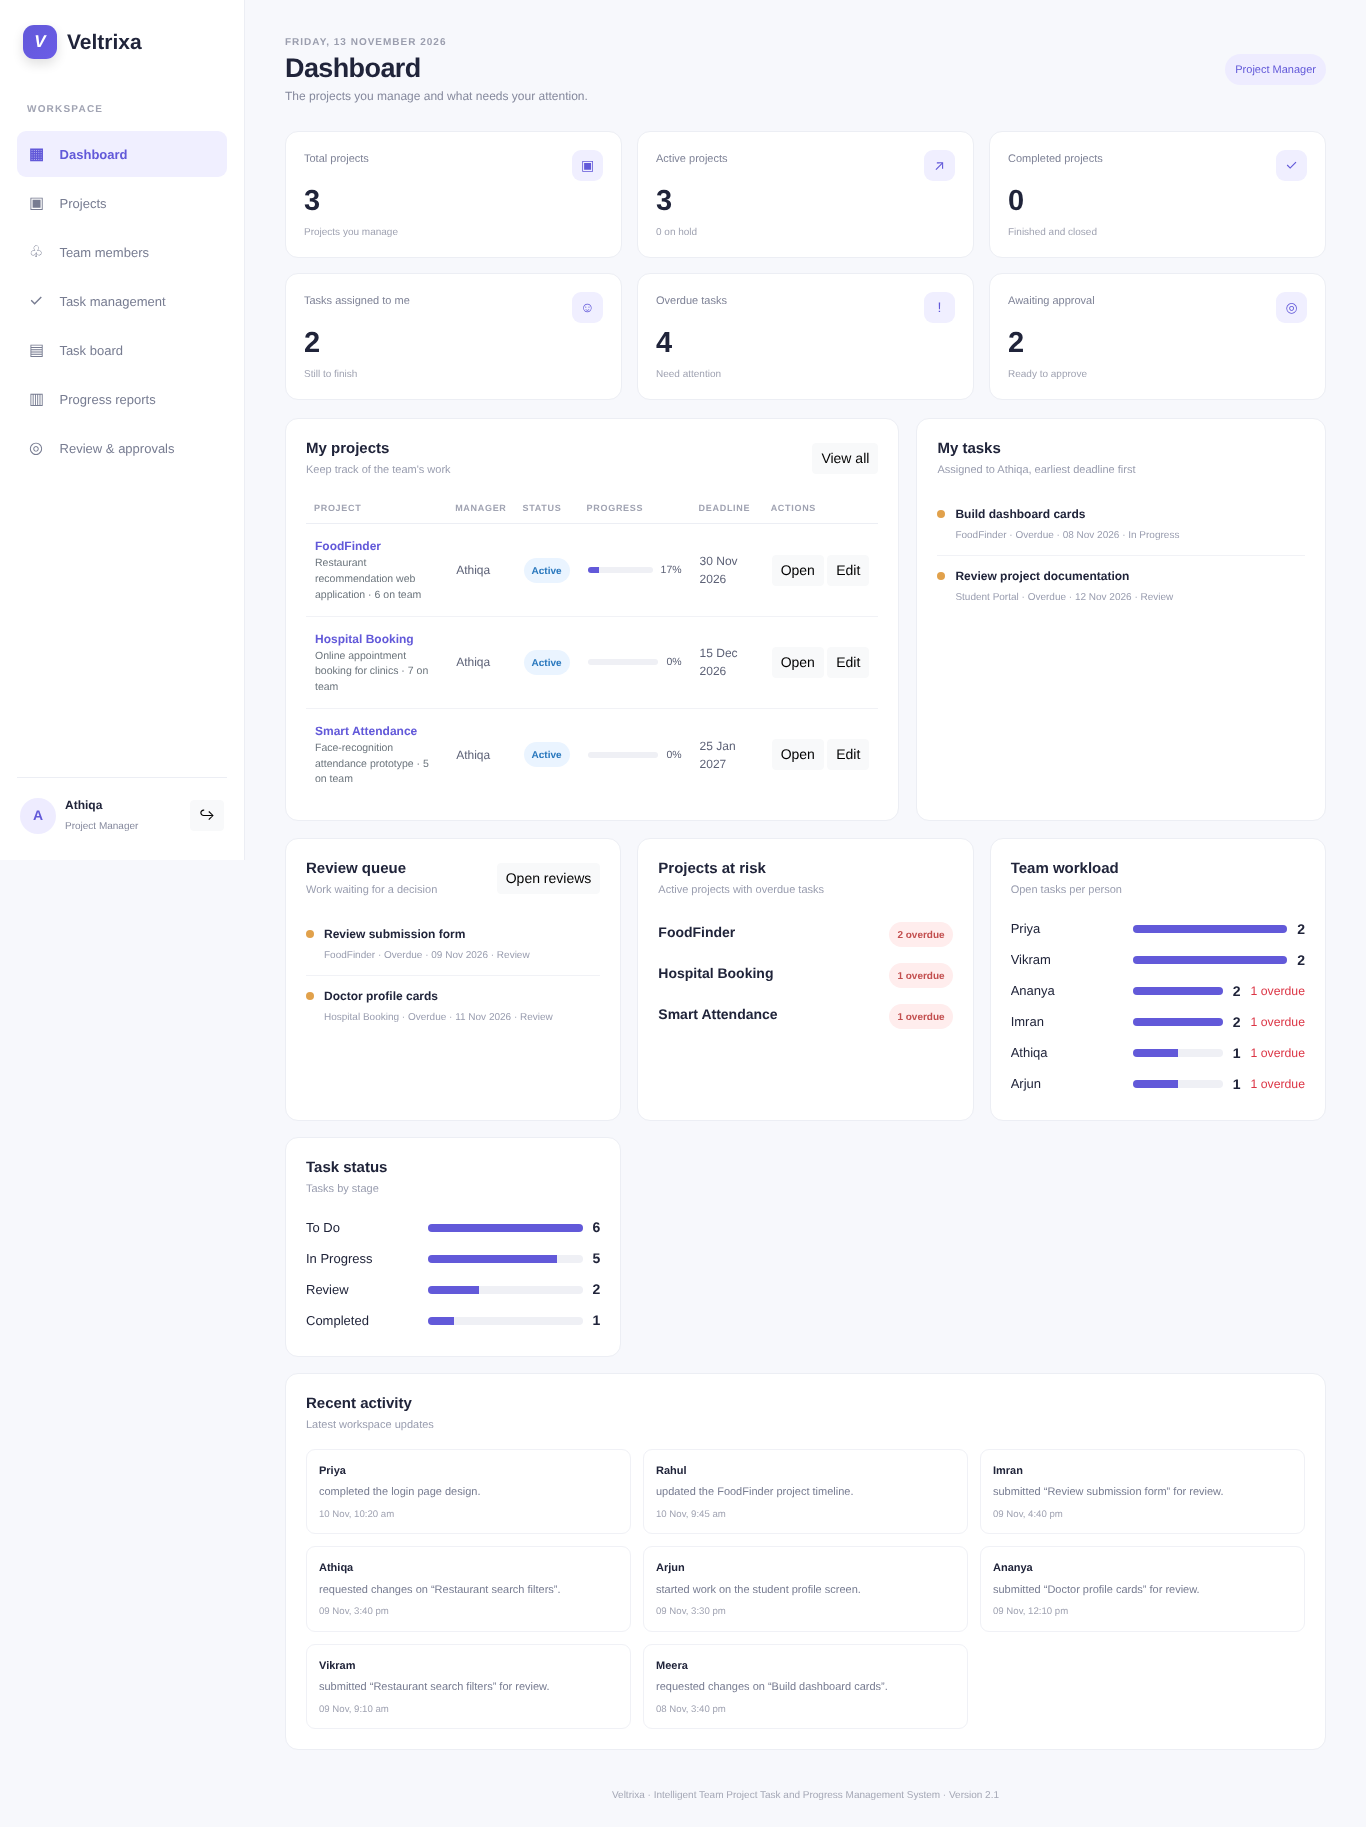 V Veltrixa
WORKSPACE
Dashboard
Projects
Team members
Task management
Task board
Progress reports
Review & approvals
A
Athiqa
Project Manager
FRIDAY, 13 NOVEMBER 2026
Dashboard
The projects you manage and what needs your attention.
Project Manager
Total projects
3
Projects you manage
Active projects
3
0 on hold
Completed projects
0
Finished and closed
Tasks assigned to me
2
Still to finish
Overdue tasks
!
4
Need attention
Awaiting approval
2
Ready to approve
My projects
Keep track of the team's work
View all
PROJECT MANAGER STATUS PROGRESS DEADLINE ACTIONS
FoodFinder
Restaurant
recommendation web
application · 6 on team
Athiqa
Active
17%
30 Nov
2026
Open Edit
Hospital Booking
Online appointment
booking for clinics · 7 on
team
Athiqa
Active
0%
15 Dec
2026
Open Edit
Smart Attendance
Face-recognition
attendance prototype · 5
on team
Athiqa
Active
0%
25 Jan
2027
Open Edit
My tasks
Assigned to Athiqa, earliest deadline first
Build dashboard cards
FoodFinder · Overdue · 08 Nov 2026 · In Progress
Review project documentation
Student Portal · Overdue · 12 Nov 2026 · Review
Review queue
Work waiting for a decision
Open reviews
Review submission form
FoodFinder · Overdue · 09 Nov 2026 · Review
Doctor profile cards
Hospital Booking · Overdue · 11 Nov 2026 · Review
Projects at risk
Active projects with overdue tasks
FoodFinder 2 overdue
Hospital Booking 1 overdue
Smart Attendance 1 overdue
Team workload
Open tasks per person
Priya 2
Vikram 2
Ananya 2 1 overdue
Imran 2 1 overdue
Athiqa 1 1 overdue
Arjun 1 1 overdue
Task status
Tasks by stage
To Do 6
In Progress 5
Review 2
Completed 1
Recent activity
Latest workspace updates
Priya
completed the login page design.
10 Nov, 10:20 am
Rahul
updated the FoodFinder project timeline.
10 Nov, 9:45 am
Imran
submitted “Review submission form” for review.
09 Nov, 4:40 pm
Athiqa
requested changes on “Restaurant search filters”.
09 Nov, 3:40 pm
Arjun
started work on the student profile screen.
09 Nov, 3:30 pm
Ananya
submitted “Doctor profile cards” for review.
09 Nov, 12:10 pm
Vikram
submitted “Restaurant search filters” for review.
09 Nov, 9:10 am
Meera
requested changes on “Build dashboard cards”.
08 Nov, 3:40 pm
Veltrixa · Intelligent Team Project Task and Progress Management System · Version 2.1